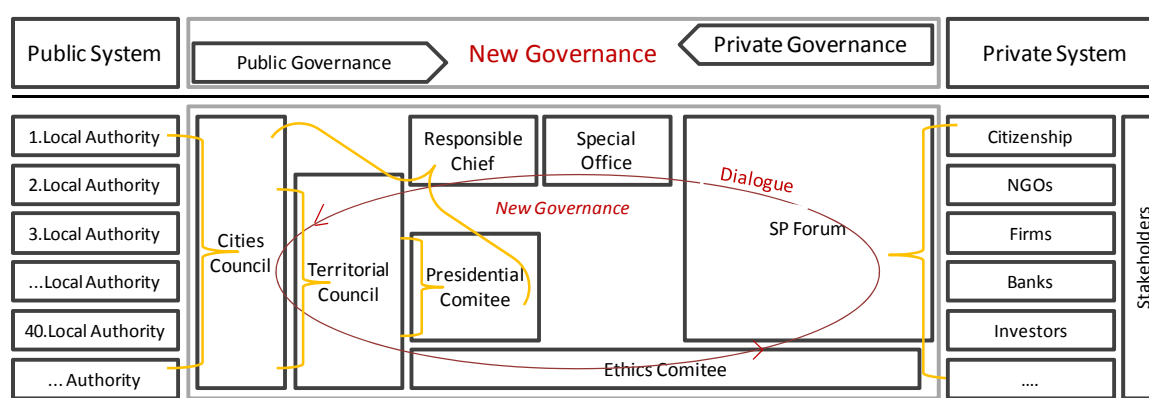 Public System
Public Governance
New Governance
Private Governance
Private System
1.Local Authority
2.Local Authority
3.Local Authority
...Local Authority
40.Local Authority
... Authority
Cities
Council
Territorial
Council
Responsible
Chief
Special
Office
New Governance
Dialogue
Presidential
Comitee
SP Forum
Ethics Comitee
Citizenship
NGOs
Firms
Banks
Investors
....
Stakeholders